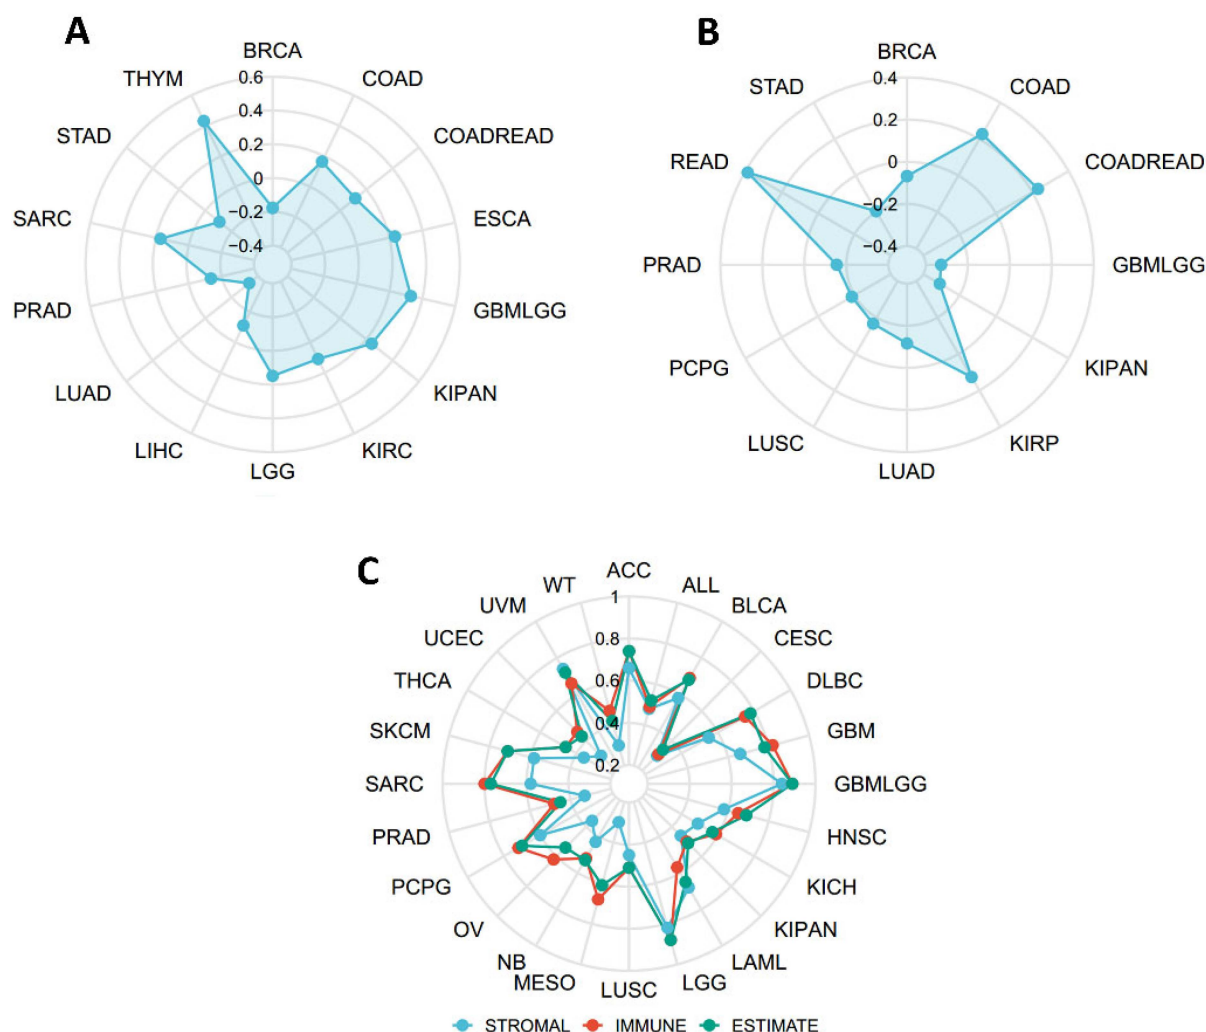 A
BRCA
THYM
COAD
STAD
COADREAD
SARC
ESCA
PRAD
GBMLGG
LUAD
KIPAN
LIHC
KIRC
LGG
0.6
0.4
0.2
0
−0.2
−0.4
B
BRCA
STAD
COAD
READ
COADREAD
PRAD
GBMLGG
PCPG
KIPAN
LUSC
KIRP
LUAD
0.4
0.2
0
−0.2
−0.4
C
ACC
WT
ALL
UVM
BLCA
UCEC
CESC
THCA
DLBC
SKCM
GBM
SARC
GBMLGG
PRAD
HNSC
PCPG
KICH
OV
KIPAN
NB
LAML
MESO
LGG
LUSC
1
0.8
0.6
0.4
0.2
STROMAL IMMUNE ESTIMATE